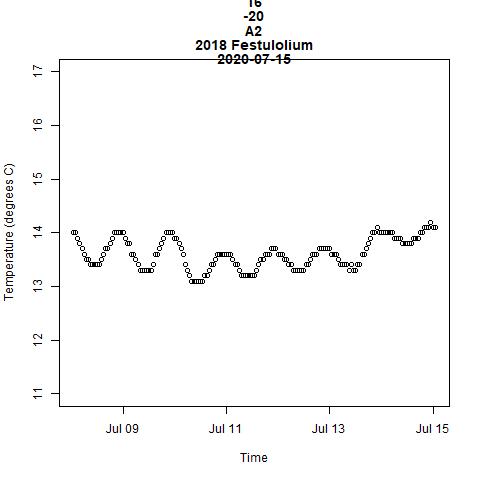 16
-20
A2
2018 Festulolium
2020-07-15
17
16
15
14
13
12
11
Temperature (degrees C)
Jul 09
Jul 11
Jul 13
Jul 15
Time